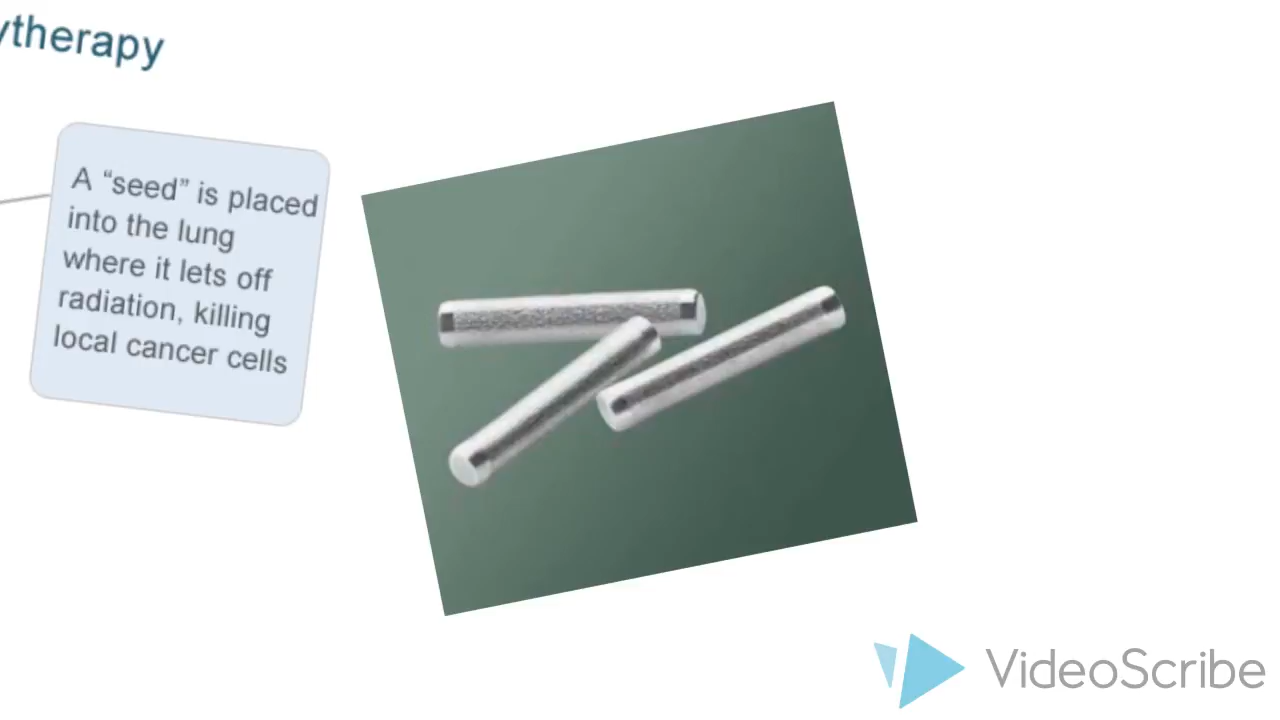 ytherapy
A “seed” is placed
into the lung
where it lets off
radiation, killing
local cancer cells
VideoScribe